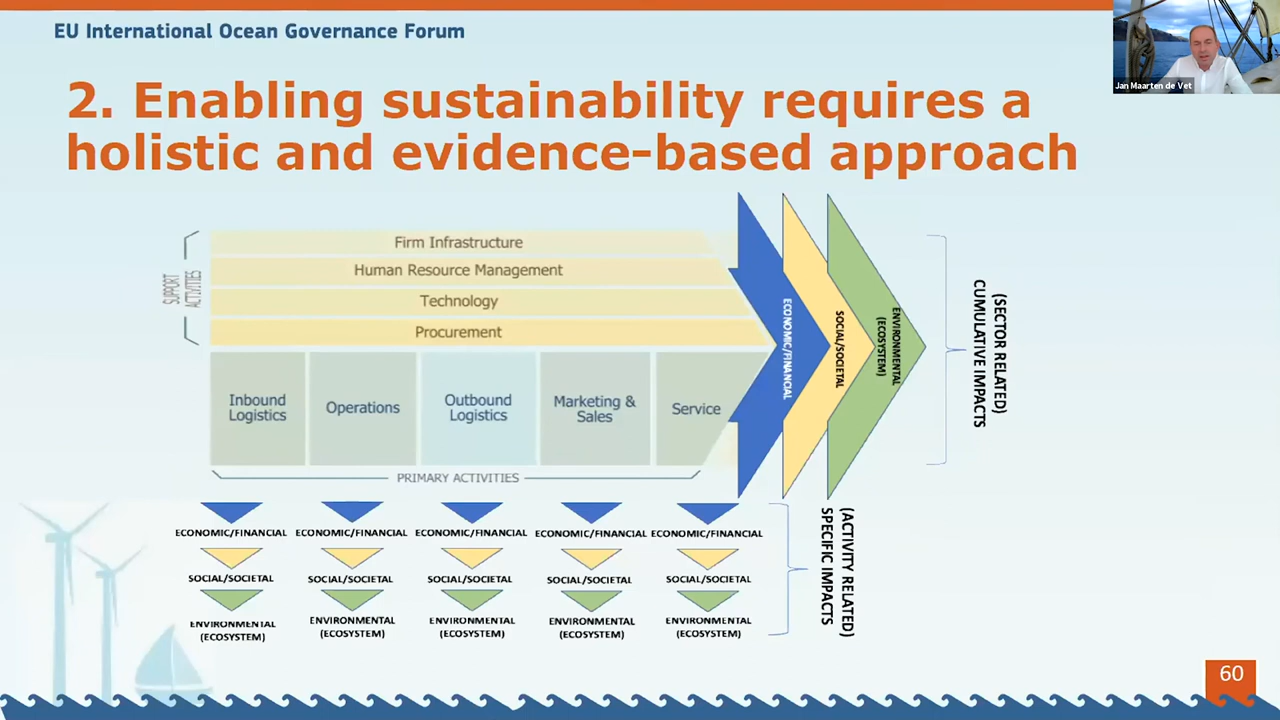 EU International Ocean Governance Forum
Jan Maarten de Vet
2. Enabling sustainability requires a
holistic and evidence-based approach
SUPPORT
ACTIVITIES
Firm Infrastructure
Human Resource Management
Technology
Procurement
Inbound
Logistics
Operations
Outbound
Logistics
Marketing &
Sales
Service
PRIMARY ACTIVITIES
ECONOMIC/FINANCIAL
SOCIAL/SOCIETAL
ENVIRONMENTAL
(ECOSYSTEM)
(SECTOR RELATED)
CUMULATIVE IMPACTS
ECONOMIC/FINANCIAL ECONOMIC/FINANCIAL ECONOMIC/FINANCIAL ECONOMIC/FINANCIAL ECONOMIC/FINANCIAL
SOCIAL/SOCIETAL SOCIAL/SOCIETAL SOCIAL/SOCIETAL SOCIAL/SOCIETAL SOCIAL/SOCIETAL
ENVIRONMENTAL ENVIRONMENTAL ENVIRONMENTAL ENVIRONMENTAL ENVIRONMENTAL
(ECOSYSTEM) (ECOSYSTEM) (ECOSYSTEM) (ECOSYSTEM) (ECOSYSTEM)
(ACTIVITY RELATED)
SPECIFIC IMPACTS
60